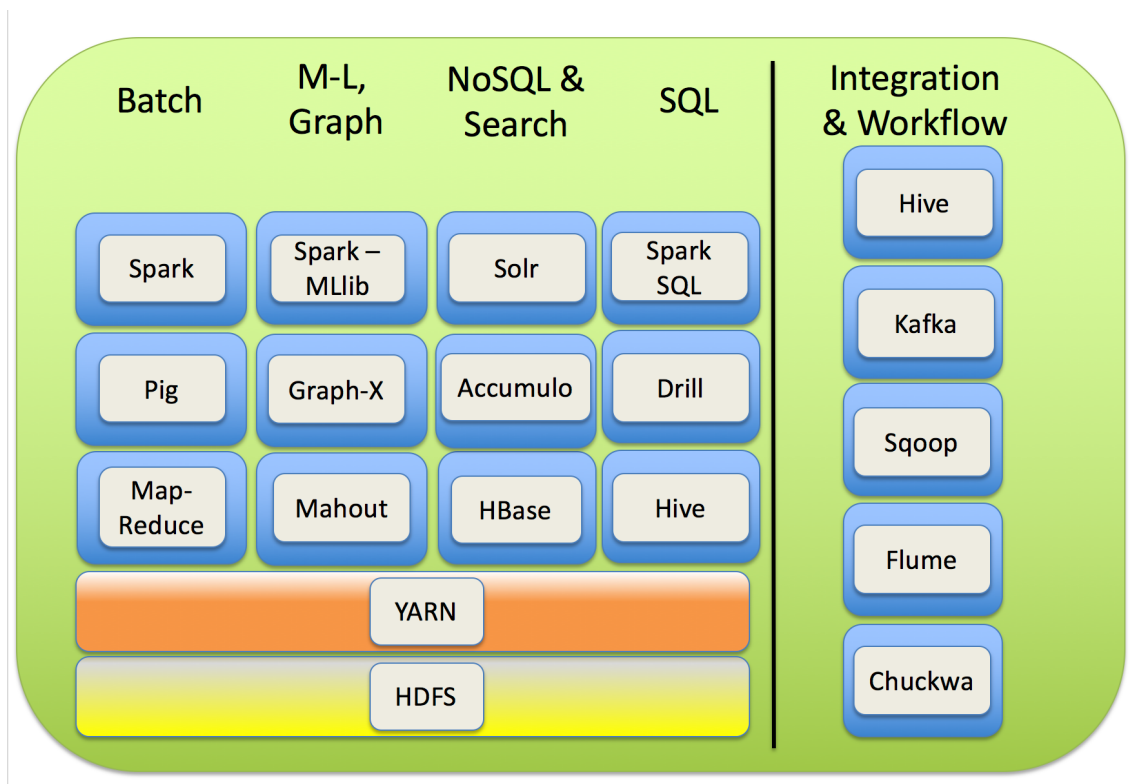 Batch
M-L,
Graph
NoSQL &
Search
SQL
Integration
& Workflow
Spark
Spark –
MLlib
Solr
Spark
SQL
Pig
Graph-X
Accumulo
Drill
Map-
Reduce
Mahout
HBase
Hive
YARN
HDFS
Hive
Kafka
Sqoop
Flume
Chuckwa